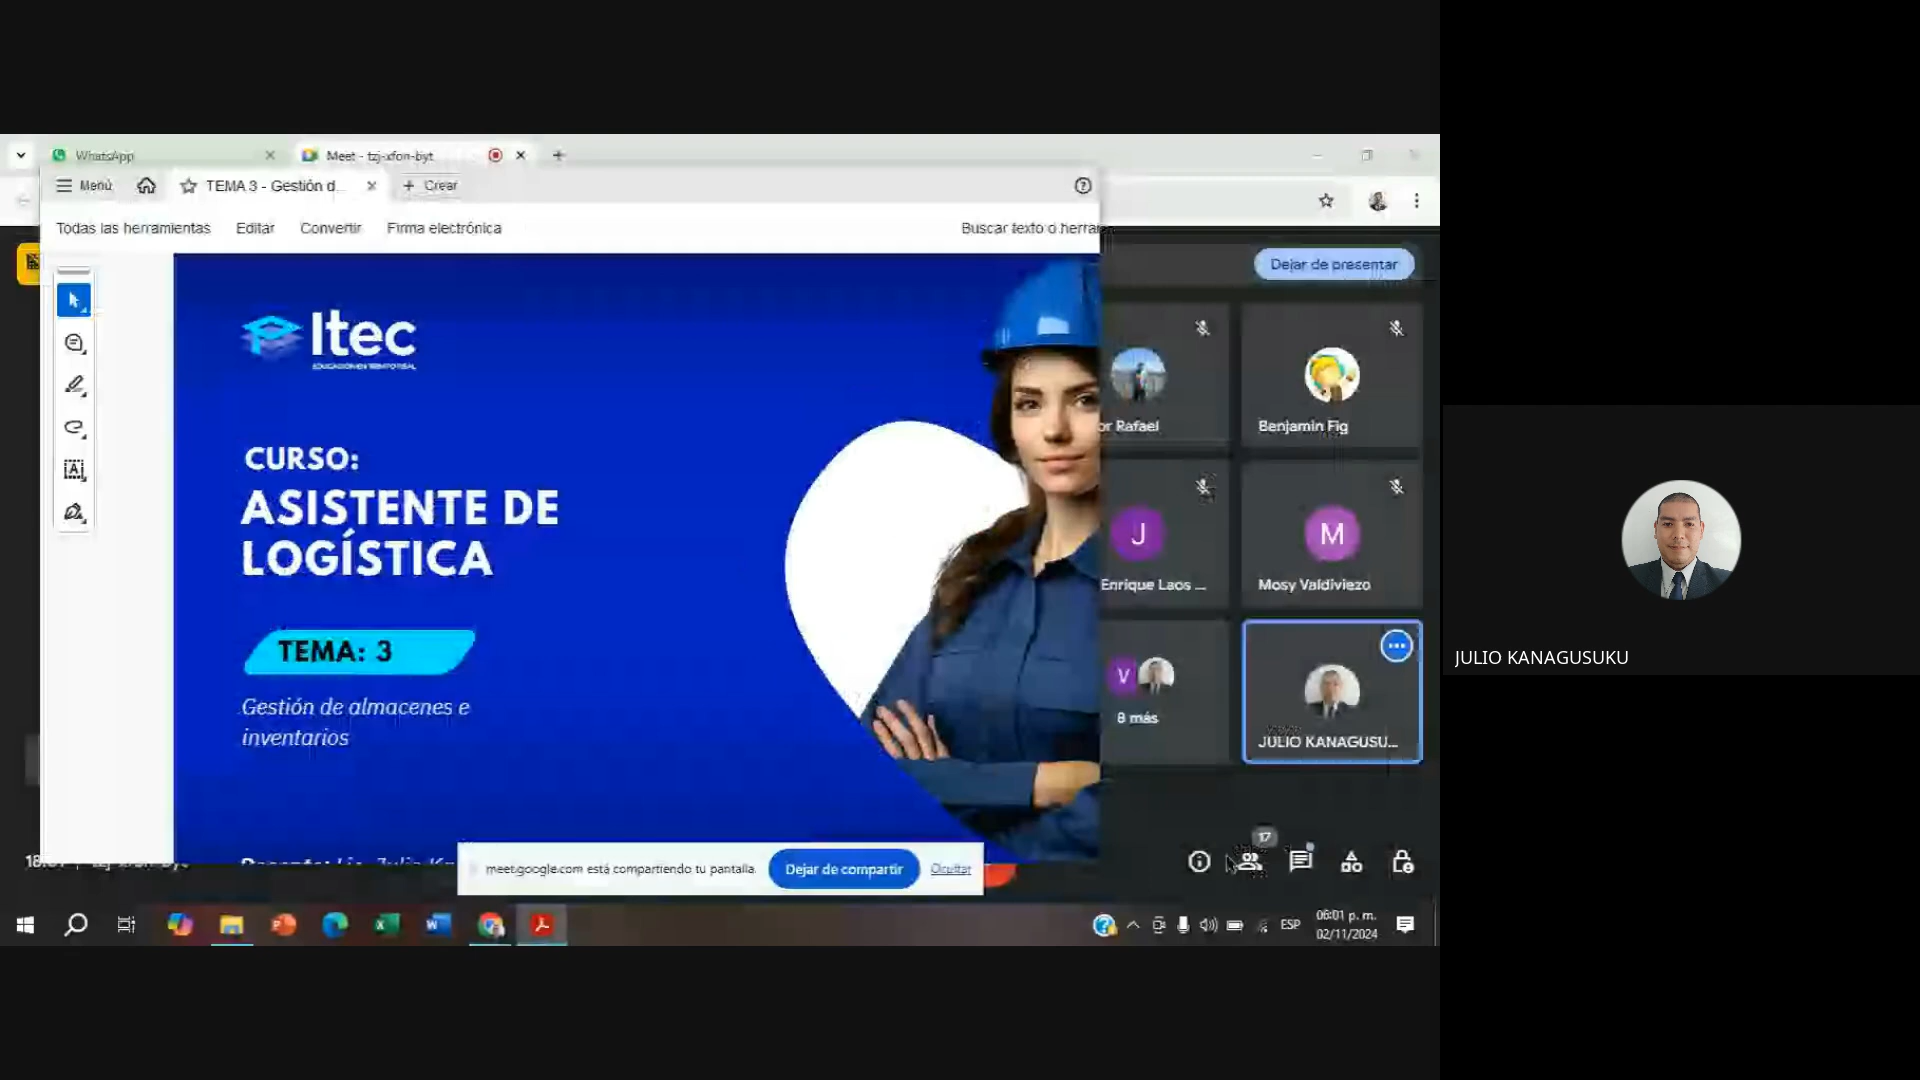 WhatsApp
Meet - tzj-xfon-byt
Menú
TEMA 3 - Gestión d...
Crear
Todas las herramientas
Editar
Convertir
Firma electrónica
Buscar texto o herra
Dejar de presentar
Itec
CURSO:
ASISTENTE DE
LOGÍSTICA
TEMA: 3
Gestión de almacenes e
inventarios
or Rafael
Benjamin Fig
J
Enrique Laos ...
M
Mosy Valdiviezo
V
8 más
JULIO KANAGUSU...
JULIO KANAGUSUKU
17
meet.google.com está compartiendo tu pantalla.
Dejar de compartir
Ocultar
ESP
06:01 p. m.
02/11/2024